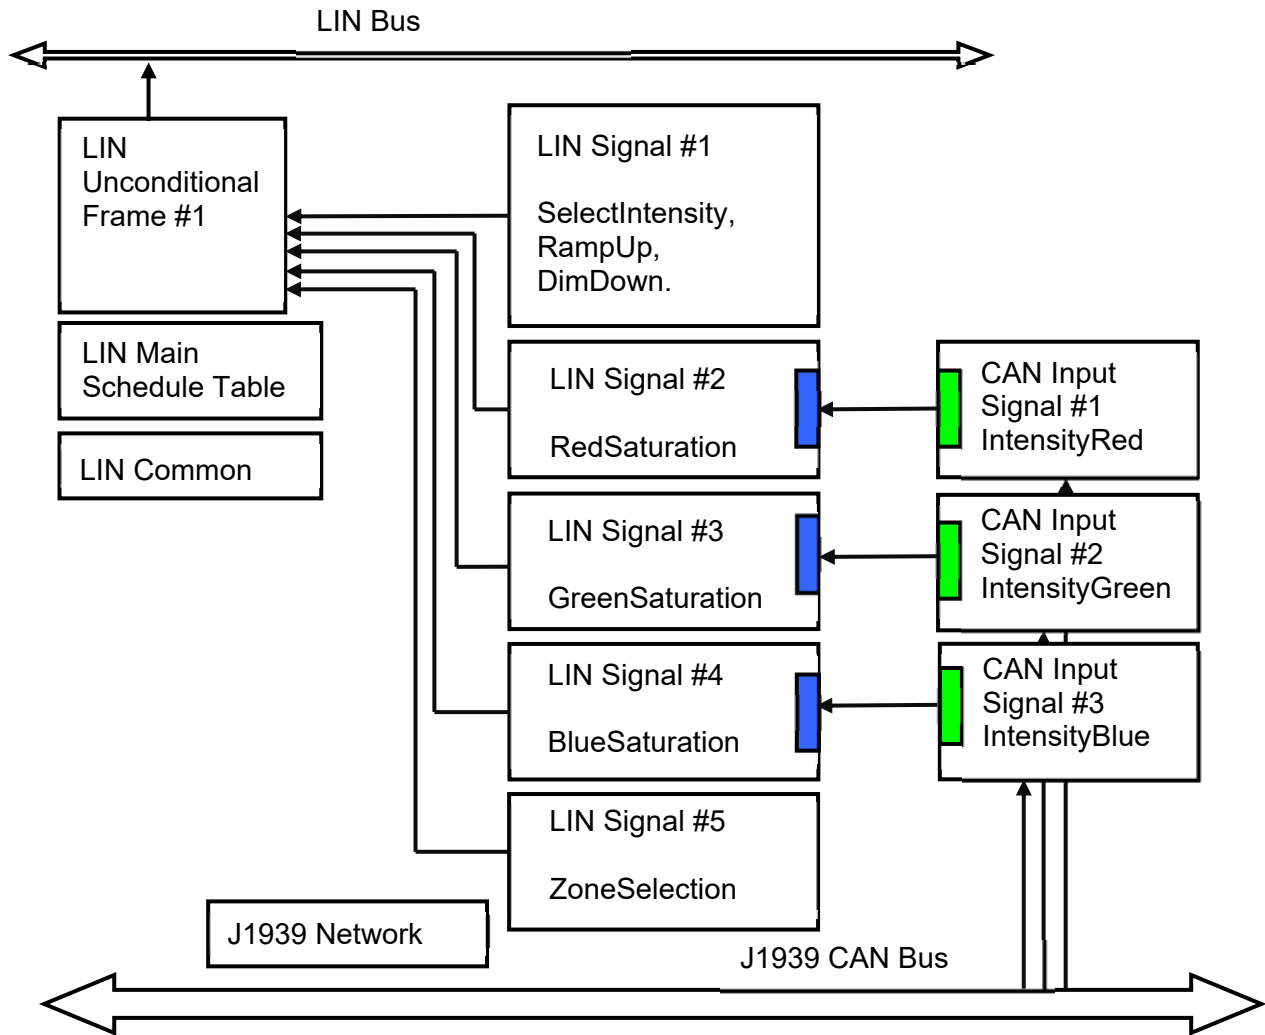 LIN Bus
LIN
Unconditional
Frame #1
LIN Main
Schedule Table
LIN Common
LIN Signal #1
SelectIntensity,
RampUp,
DimDown.
LIN Signal #2
RedSaturation
LIN Signal #3
GreenSaturation
LIN Signal #4
BlueSaturation
LIN Signal #5
ZoneSelection
CAN Input
Signal #1
IntensityRed
CAN Input
Signal #2
IntensityGreen
CAN Input
Signal #3
IntensityBlue
J1939 Network
J1939 CAN Bus